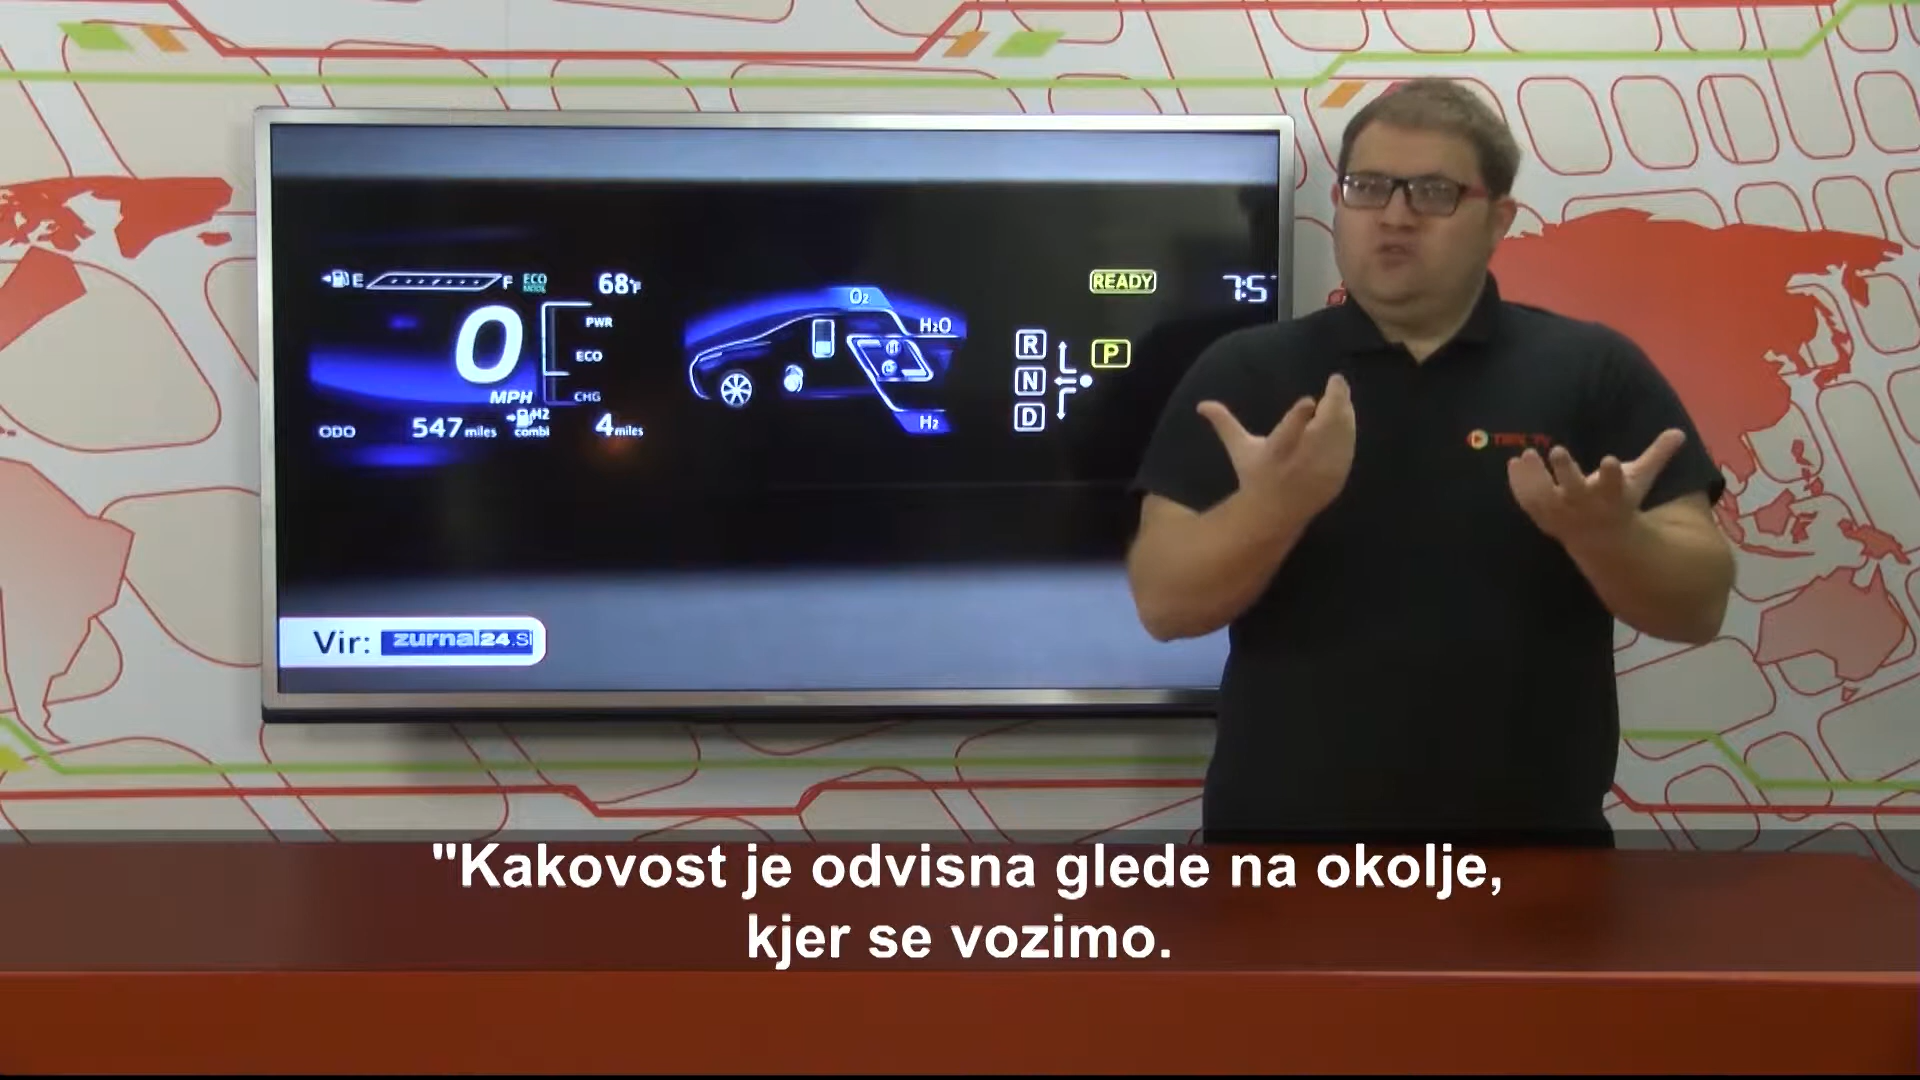 E F ECO MODE 68°F
O₂
READY
7:5
0
H₂O
PWR
ECO
R
N
D
P
MPH
CHG
ODO 547 miles H2 combi 4 miles
H₂
Vir: zurnal24.SI
"Kakovost je odvisna glede na okolje,
kjer se vozimo.